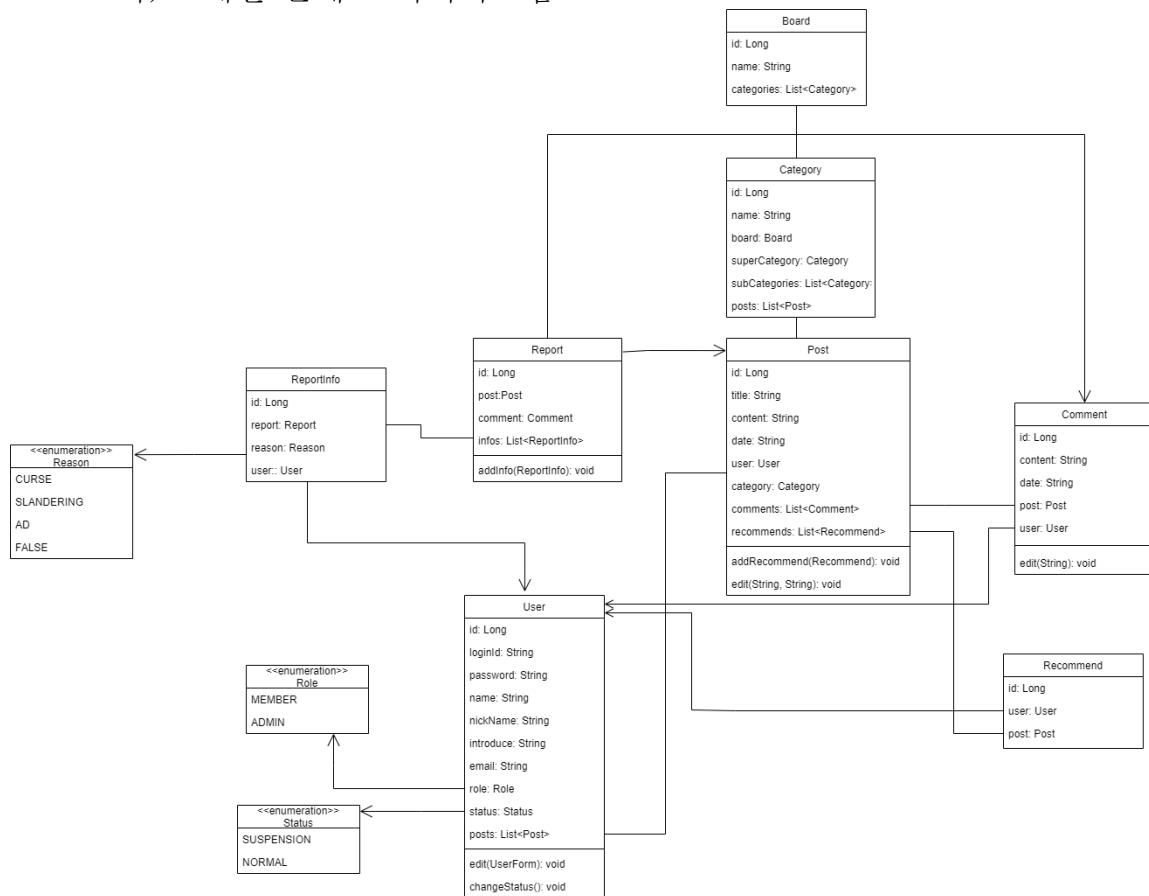 Board
id: Long
name: String
categories: List<Category>
Category
id: Long
name: String
board: Board
superCategory: Category
subCategories: List<Category
posts: List<Post>
Report
id: Long
post:Post
comment: Comment
infos: List<ReportInfo>
addInfo(ReportInfo): void
Post
id: Long
title: String
content: String
date: String
user: User
category: Category
comments: List<Comment>
recommends: List<Recommend>
addRecommend(Recommend): void
edit(String, String): void
ReportInfo
id: Long
report: Report
reason: Reason
user:: User
Comment
id: Long
content: String
date: String
post: Post
user: User
edit(String): void
<<enumeration>>
Reason
CURSE
SLANDERING
AD
FALSE
User
id: Long
loginId: String
password: String
name: String
nickName: String
introduce: String
email: String
role: Role
status: Status
posts: List<Post>
edit(UserForm): void
changeStatus(): void
<<enumeration>>
Role
MEMBER
ADMIN
Recommend
id: Long
user: User
post: Post
<<enumeration>>
Status
SUSPENSION
NORMAL